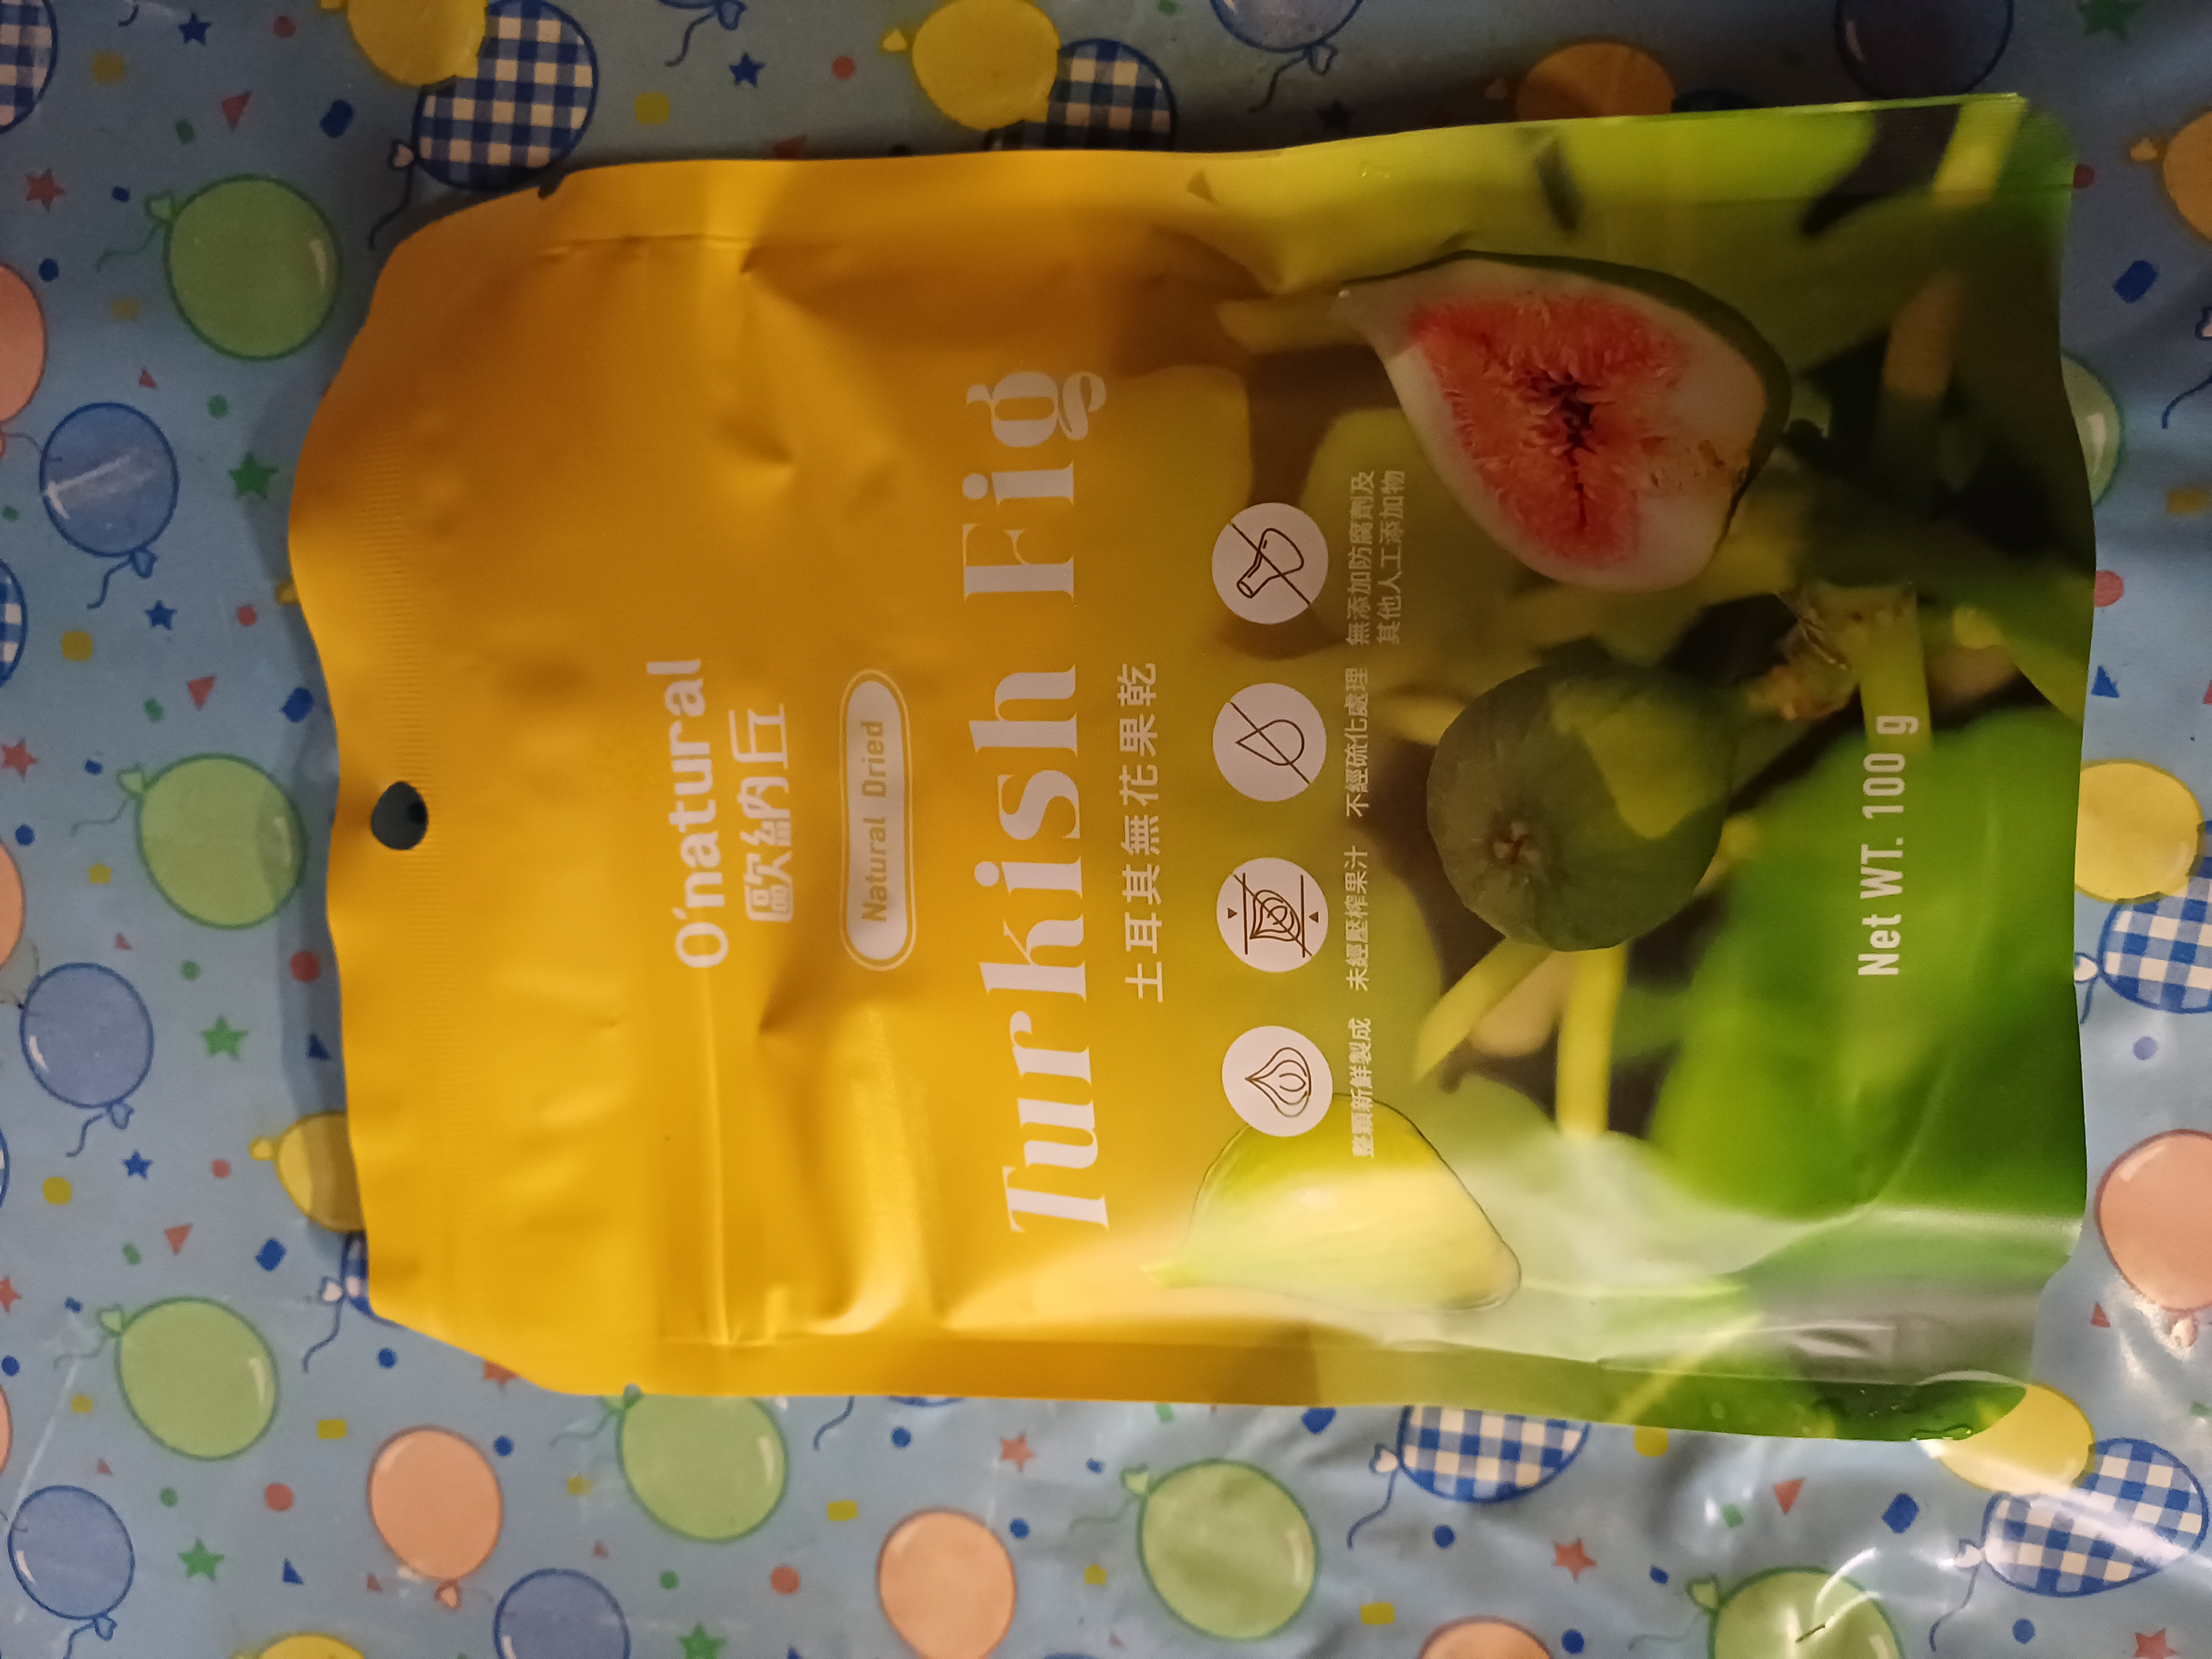 O'natural
歐納丘
Natural Dried
Turkish Fig
土耳其無花果乾
整顆新鮮製成
未經壓榨果汁
不經硫化處理
無添加防腐劑及
其他人工添加物
Net WT. 100 g